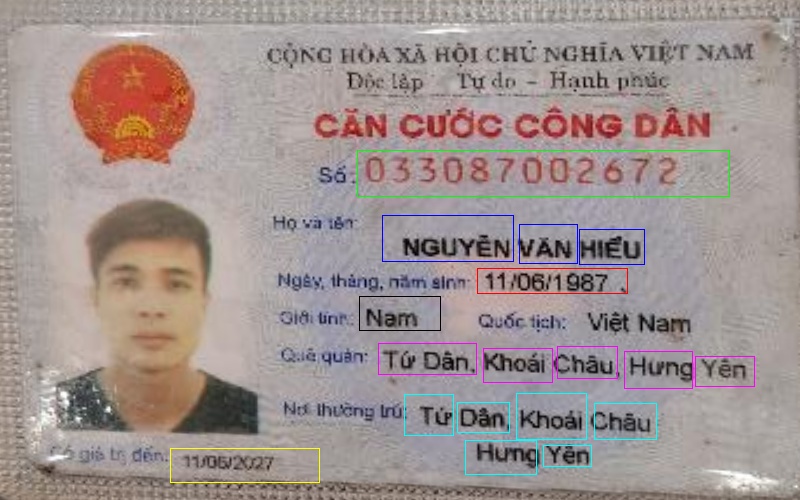 CỘNG HÒA XÃ HỘI CHỦ NGHĨA VIỆT NAM
Độc lập - Tự do - Hạnh phúc
CĂN CƯỚC CÔNG DÂN
Số: 033087002672
Họ và tên:
NGUYỄN VĂN HIẾU
Ngày, tháng, năm sinh: 11/06/1987
Giới tính: Nam Quốc tịch: Việt Nam
Quê quán: Tứ Dân, Khoái Châu, Hưng Yên
Nơi thường trú: Tứ Dân, Khoái Châu
Hưng Yên
Có giá trị đến: 11/06/2027